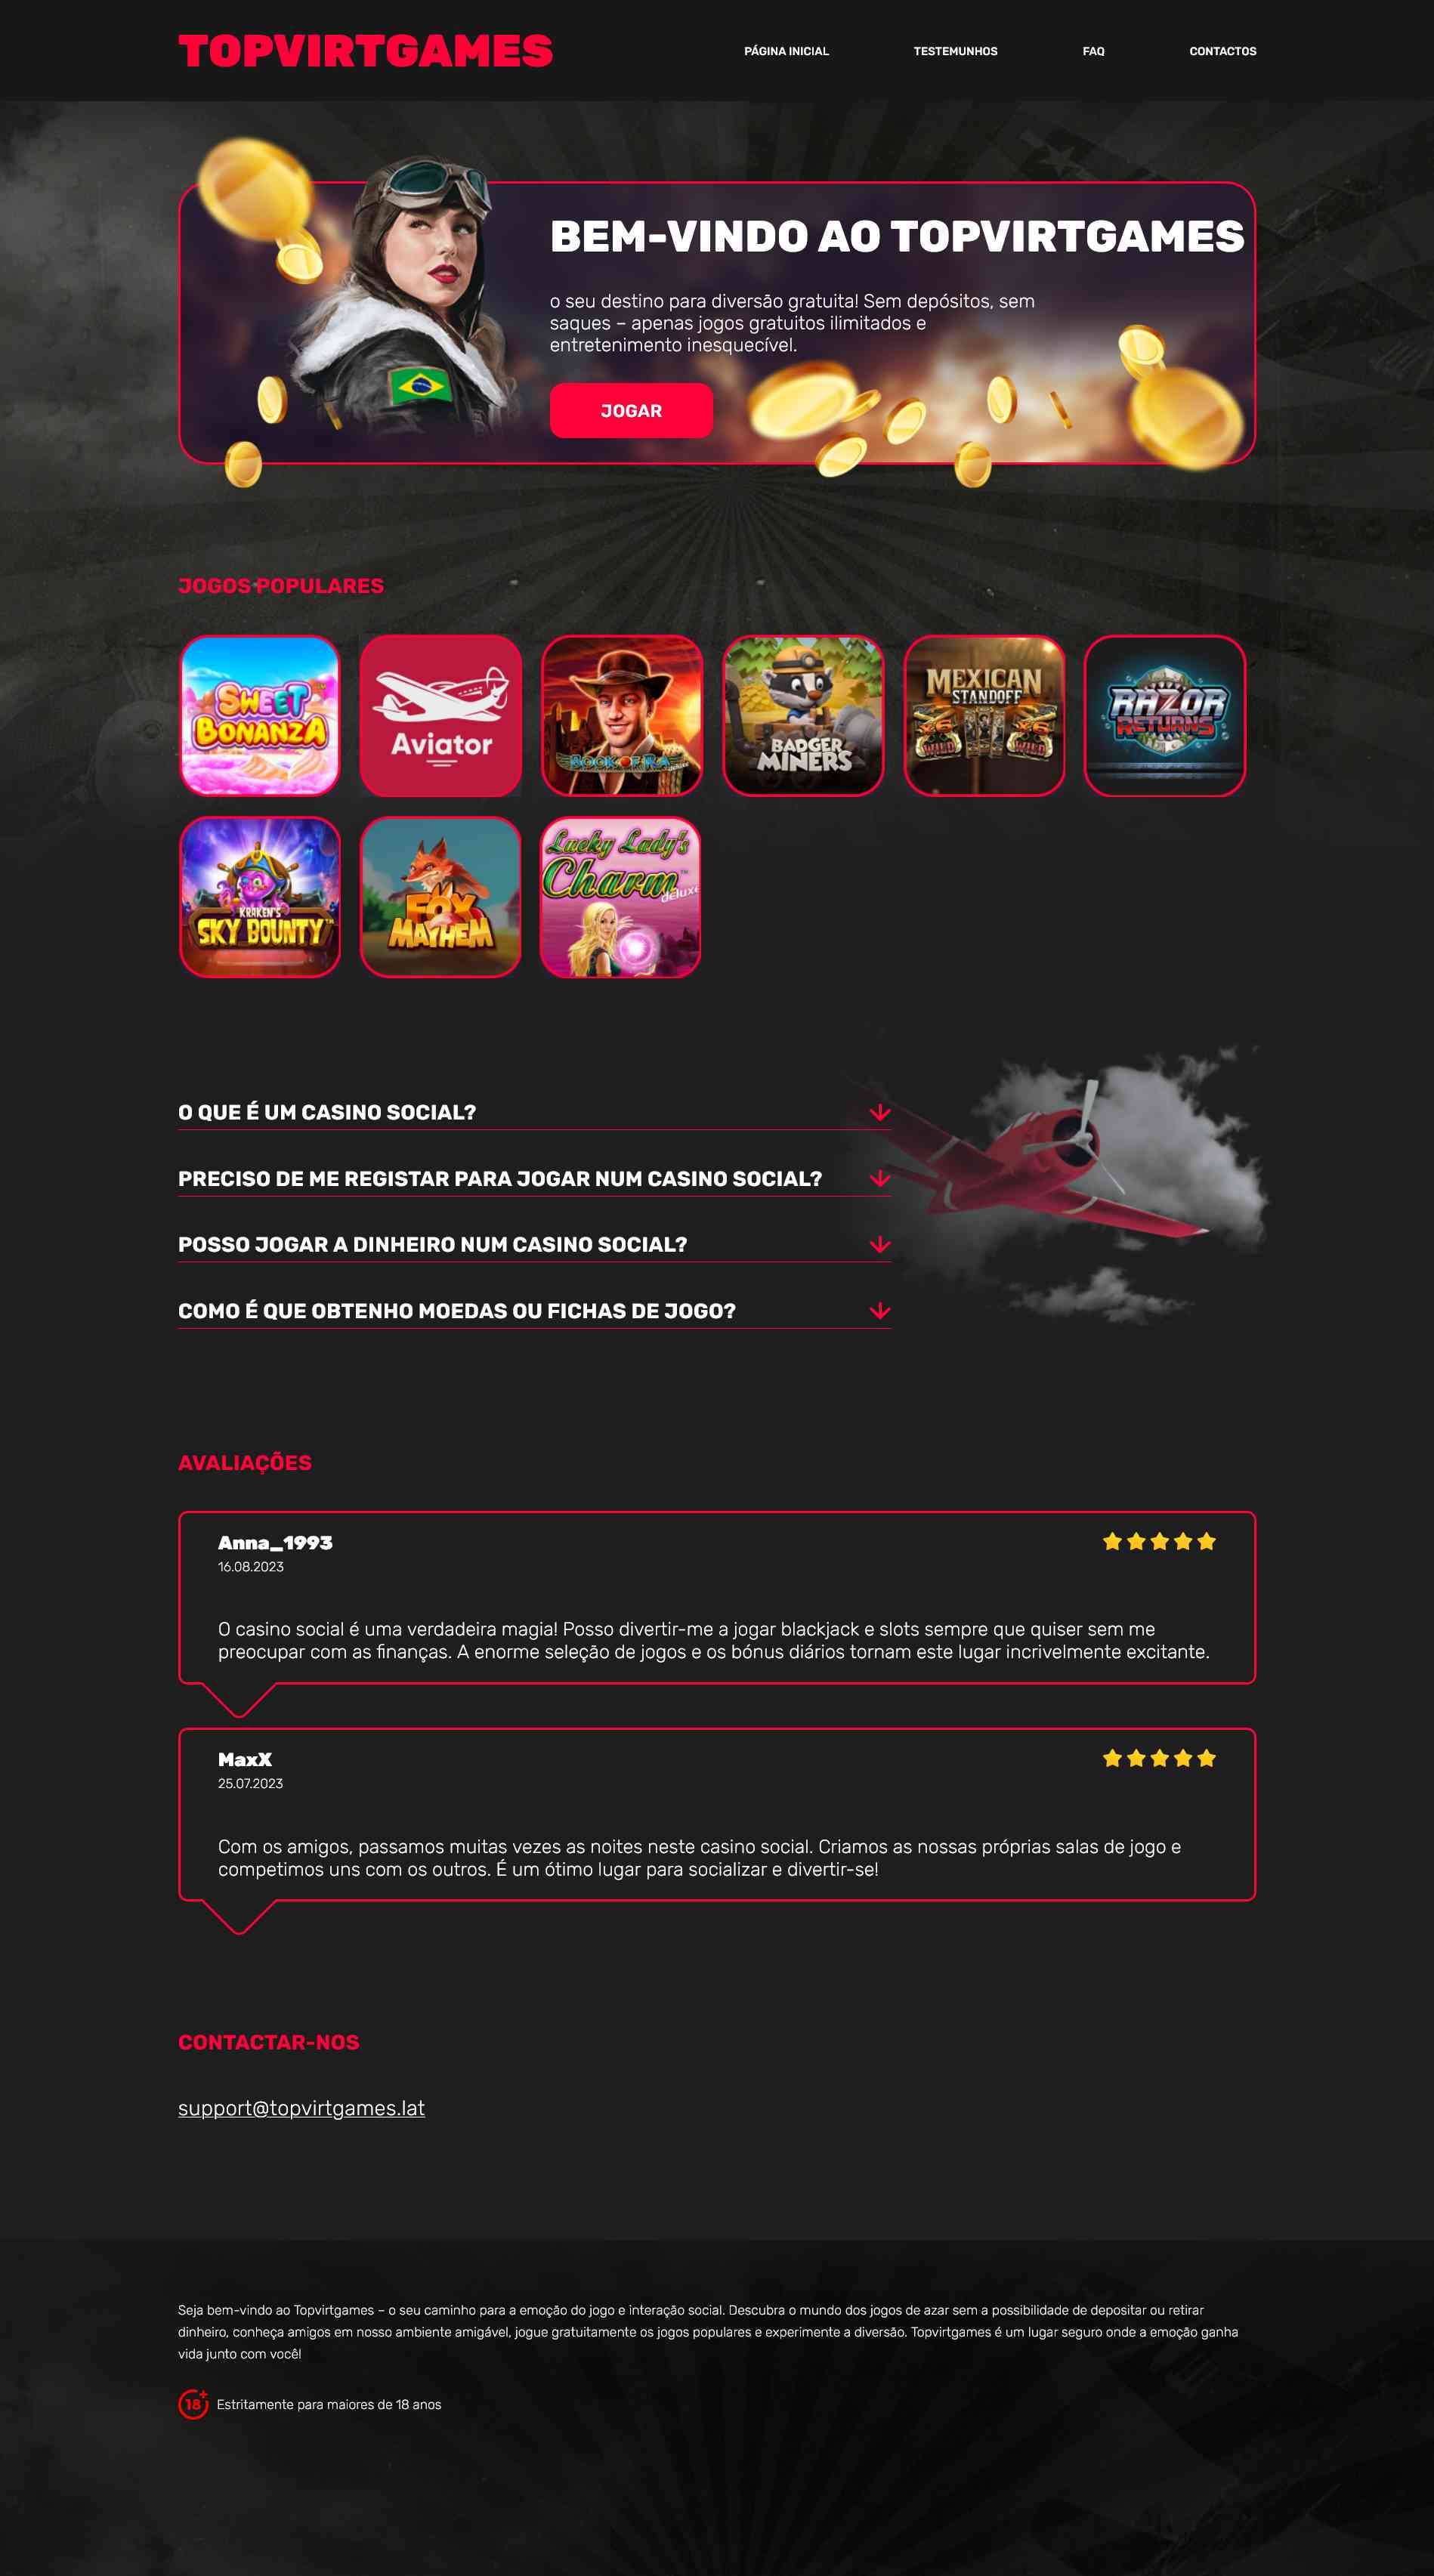 TOPVIRTGAMES
PÁGINA INICIAL
TESTEMUNHOS
FAQ
CONTACTOS
BEM-VINDO AO TOPVIRTGAMES
o seu destino para diversão gratuita! Sem depósitos, sem
saques – apenas jogos gratuitos ilimitados e
entretenimento inesquecível.
JOGAR
JOGOS POPULARES
SWEET
BONANZA
Aviator
BOOK OF RA
BADGER
MINERS
MEXICAN
STANDOFF
X6
WILD
X6
WILD
RAZOR
RETURNS
KRAKEN'S
SKY BOUNTY™
FOX
MAYHEM
Lucky Lady's
Charm™
deluxe
O QUE É UM CASINO SOCIAL?
PRECISO DE ME REGISTAR PARA JOGAR NUM CASINO SOCIAL?
POSSO JOGAR A DINHEIRO NUM CASINO SOCIAL?
COMO É QUE OBTENHO MOEDAS OU FICHAS DE JOGO?
AVALIAÇÕES
Anna_1993
16.08.2023
O casino social é uma verdadeira magia! Posso divertir-me a jogar blackjack e slots sempre que quiser sem me
preocupar com as finanças. A enorme seleção de jogos e os bónus diários tornam este lugar incrivelmente excitante.
MaxX
25.07.2023
Com os amigos, passamos muitas vezes as noites neste casino social. Criamos as nossas próprias salas de jogo e
competimos uns com os outros. É um ótimo lugar para socializar e divertir-se!
CONTACTAR-NOS
support@topvirtgames.lat
Seja bem-vindo ao Topvirtgames – o seu caminho para a emoção do jogo e interação social. Descubra o mundo dos jogos de azar sem a possibilidade de depositar ou retirar
dinheiro, conheça amigos em nosso ambiente amigável, jogue gratuitamente os jogos populares e experimente a diversão. Topvirtgames é um lugar seguro onde a emoção ganha
vida junto com você!
18+
Estritamente para maiores de 18 anos